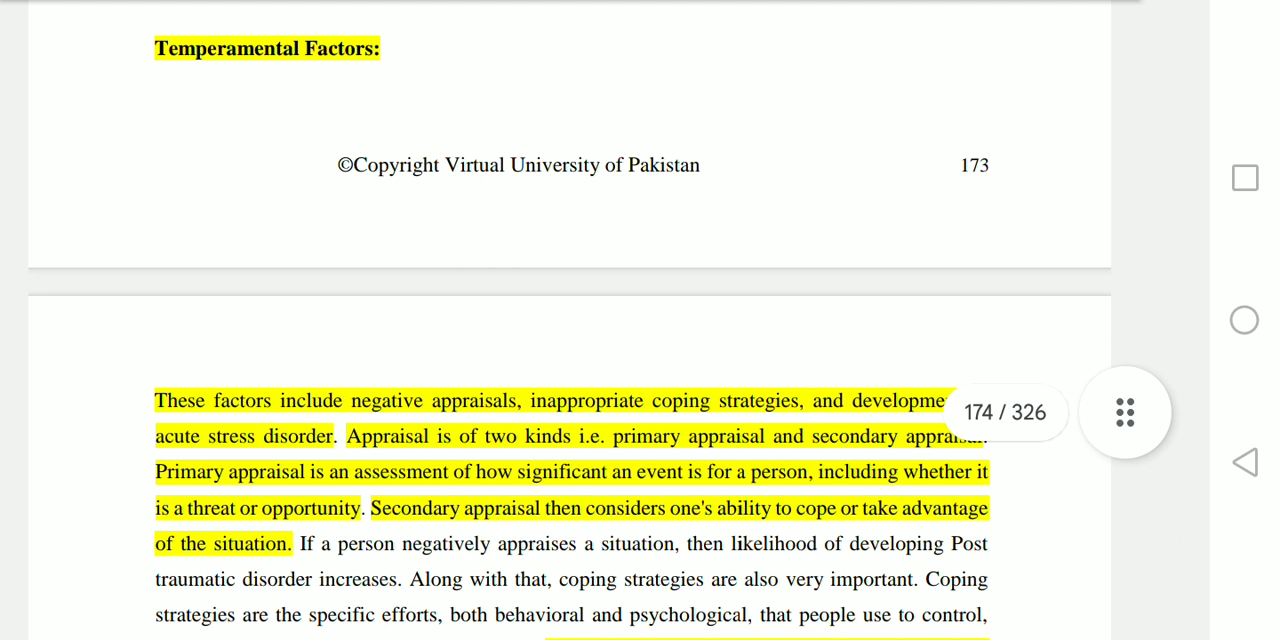 Temperamental Factors:
©Copyright Virtual University of Pakistan 173
These factors include negative appraisals, inappropriate coping strategies, and
174 / 326
acute stress disorder. Appraisal is of two kinds i.e. primary appraisal and secondary
Primary appraisal is an assessment of how significant an event is for a person, including whether it
is a threat or opportunity. Secondary appraisal then considers one's ability to cope or take advantage
of the situation. If a person negatively appraises a situation, then likelihood of developing Post
traumatic disorder increases. Along with that, coping strategies are also very important. Coping
strategies are the specific efforts, both behavioral and psychological, that people use to control,